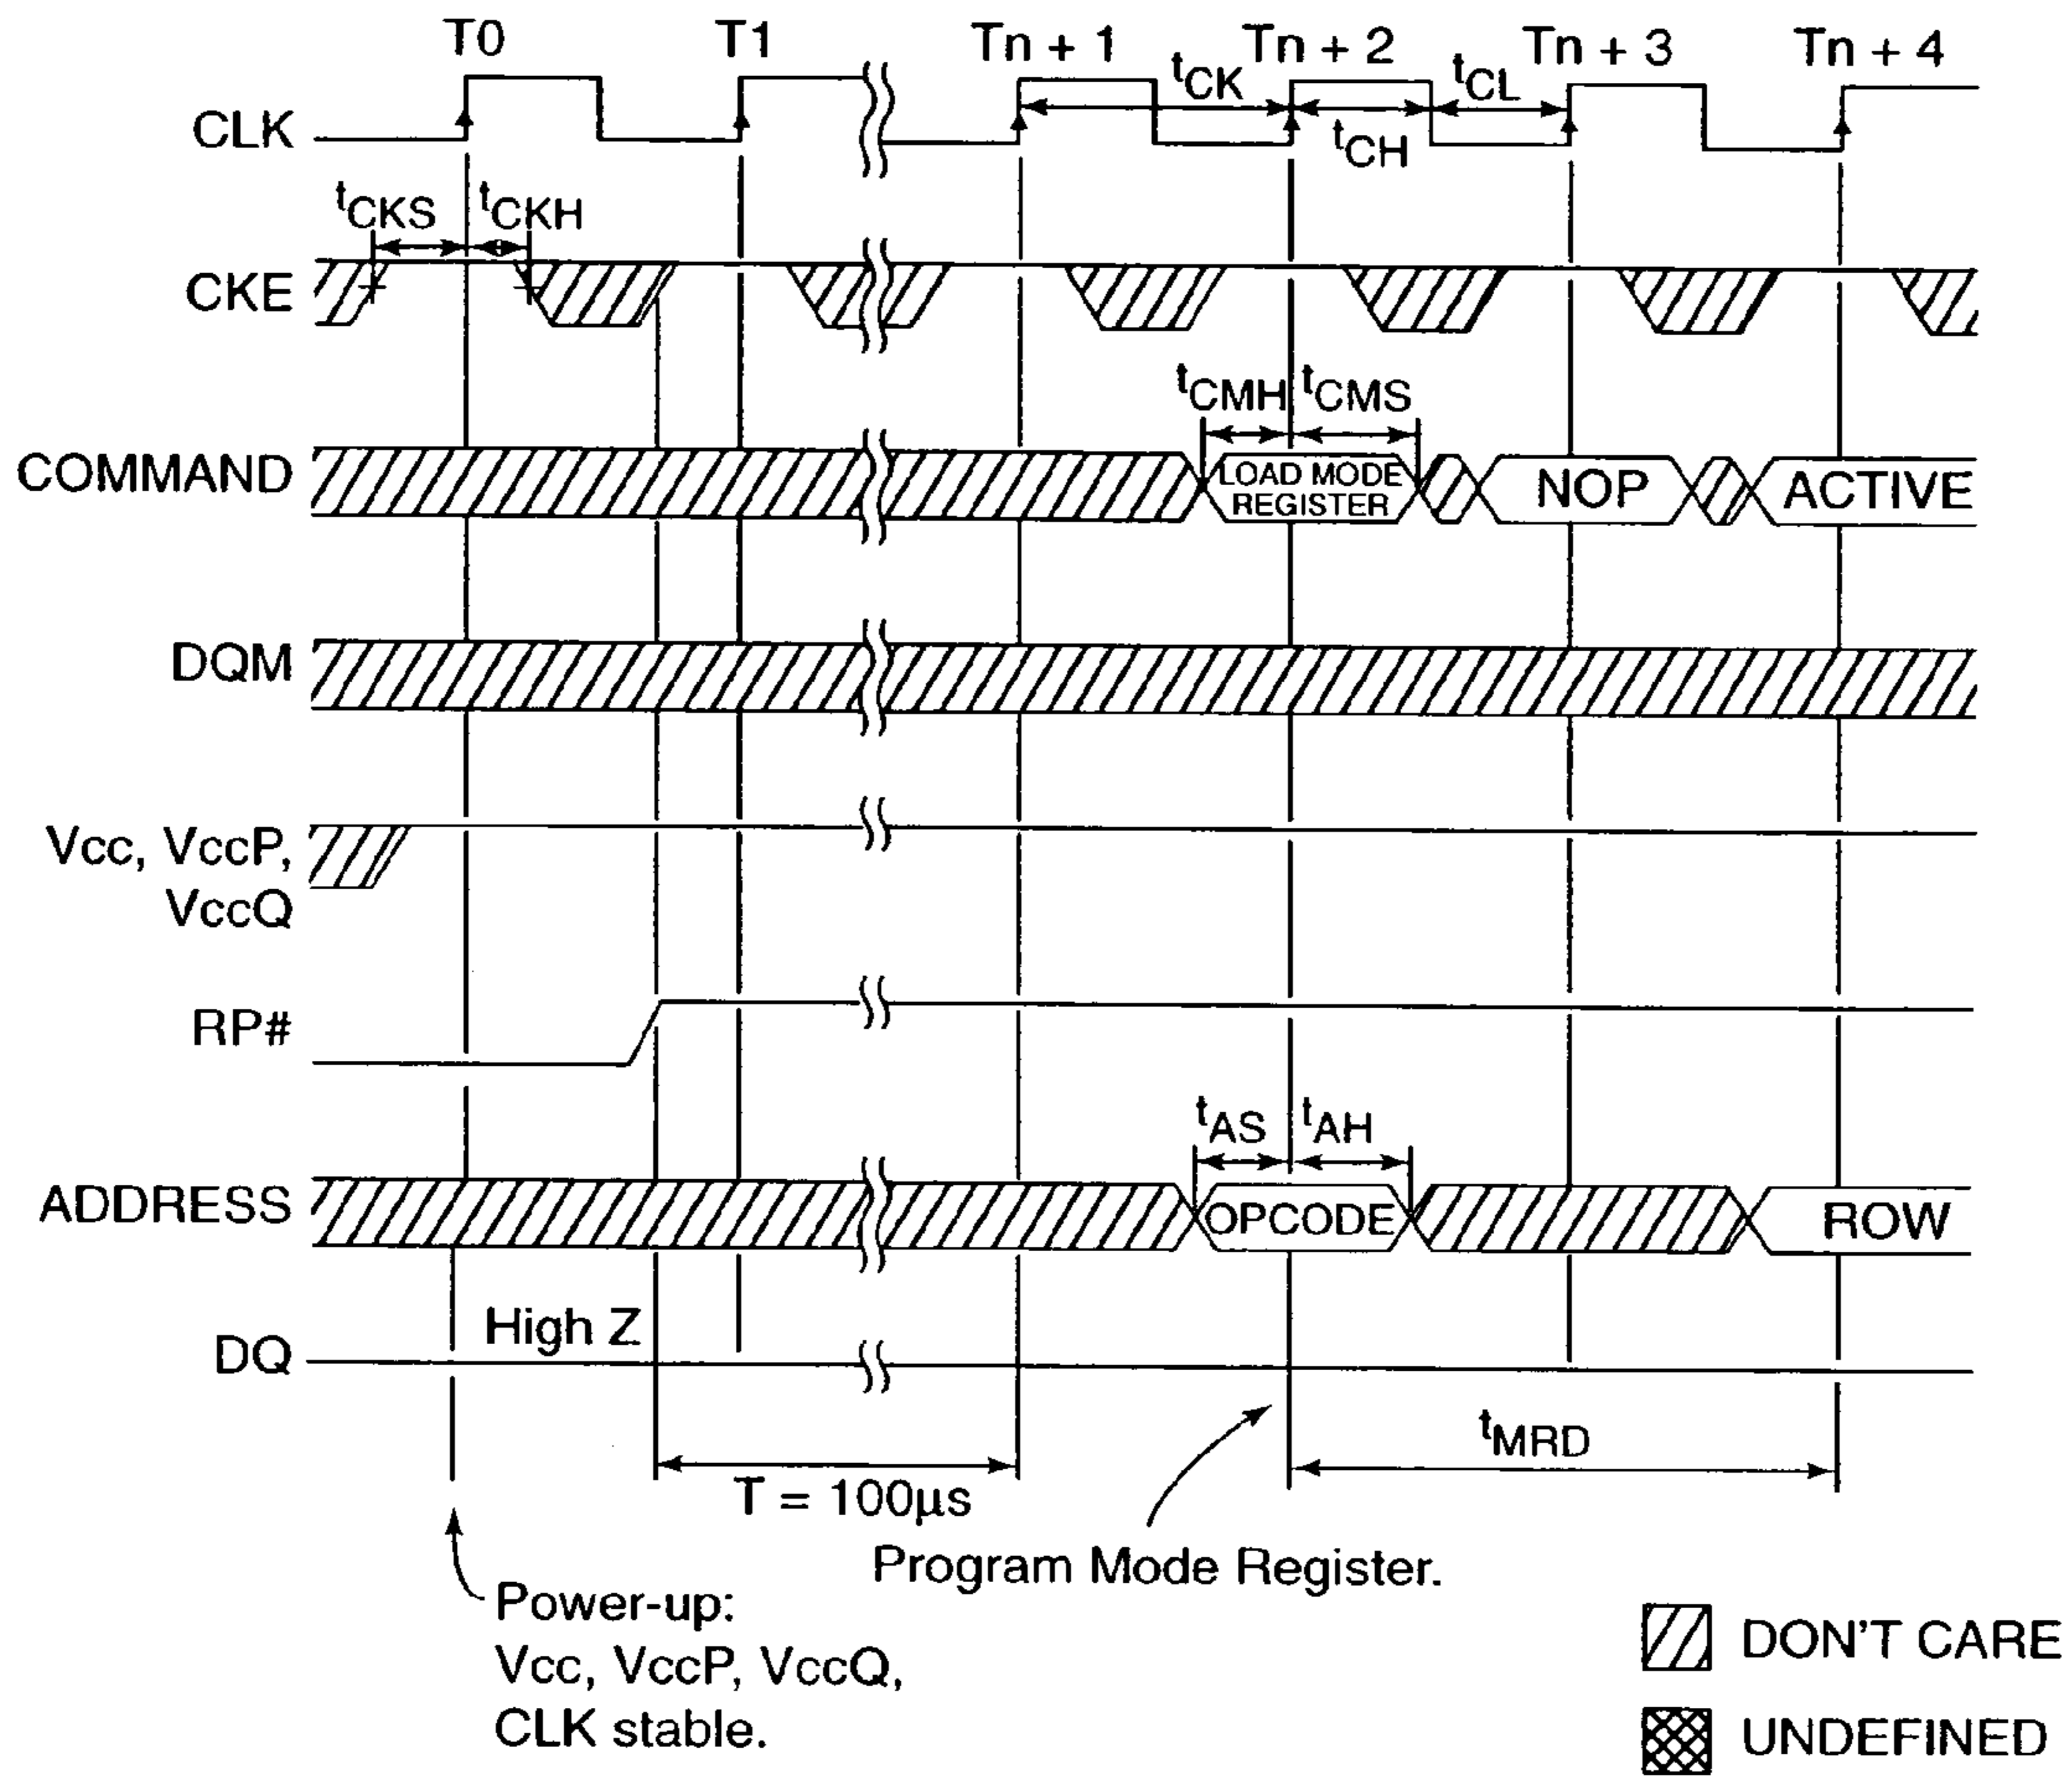 T0 T1 Tn + 1 Tn + 2 Tn + 3 Tn + 4
tCK tCL
CLK
tCH
tCKS tCKH
CKE
tCMH tCMS
COMMAND
LOAD MODE
REGISTER
NOP
ACTIVE
DQM
Vcc, VccP,
VccQ
RP#
tAS tAH
ADDRESS
OPCODE
ROW
High Z
DQ
tMRD
T = 100µs
Program Mode Register.
Power-up:
Vcc, VccP, VccQ,
CLK stable.
DON'T CARE
UNDEFINED